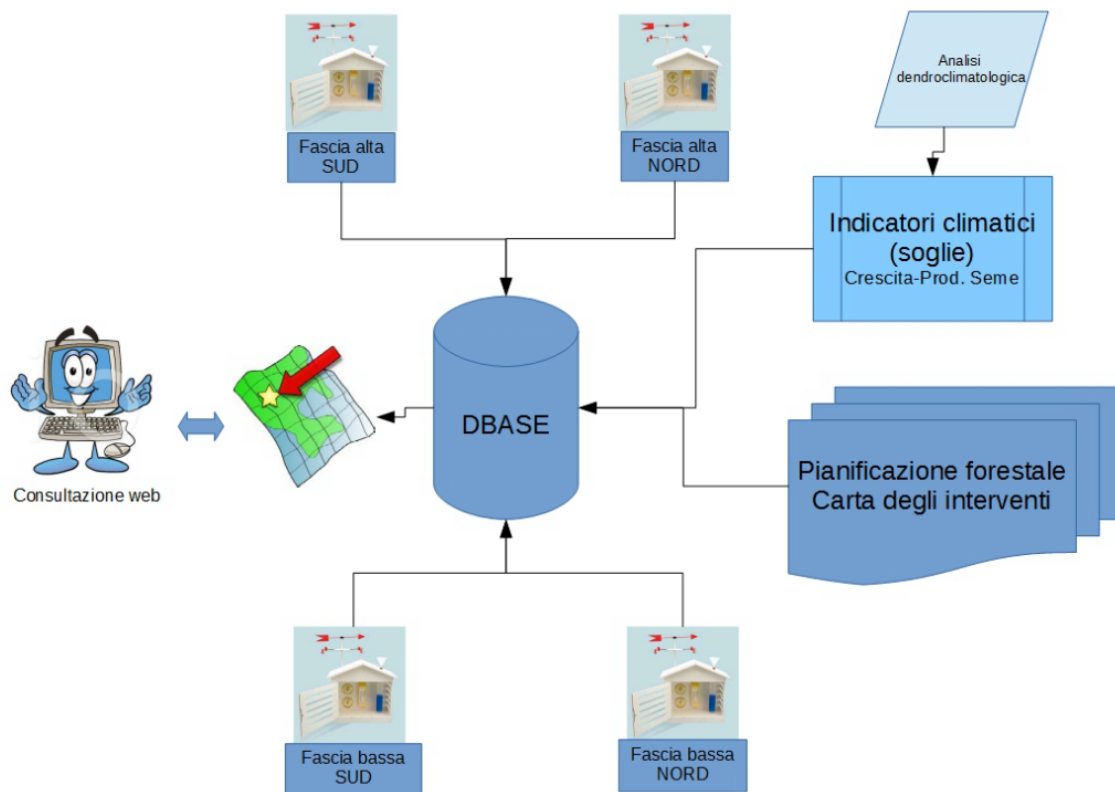 Fascia alta
SUD
Fascia alta
NORD
Analisi
dendroclimatologica
Indicatori climatici
(soglie)
Crescita-Prod. Seme
DBASE
Consultazione web
Pianificazione forestale
Carta degli interventi
Fascia bassa
SUD
Fascia bassa
NORD